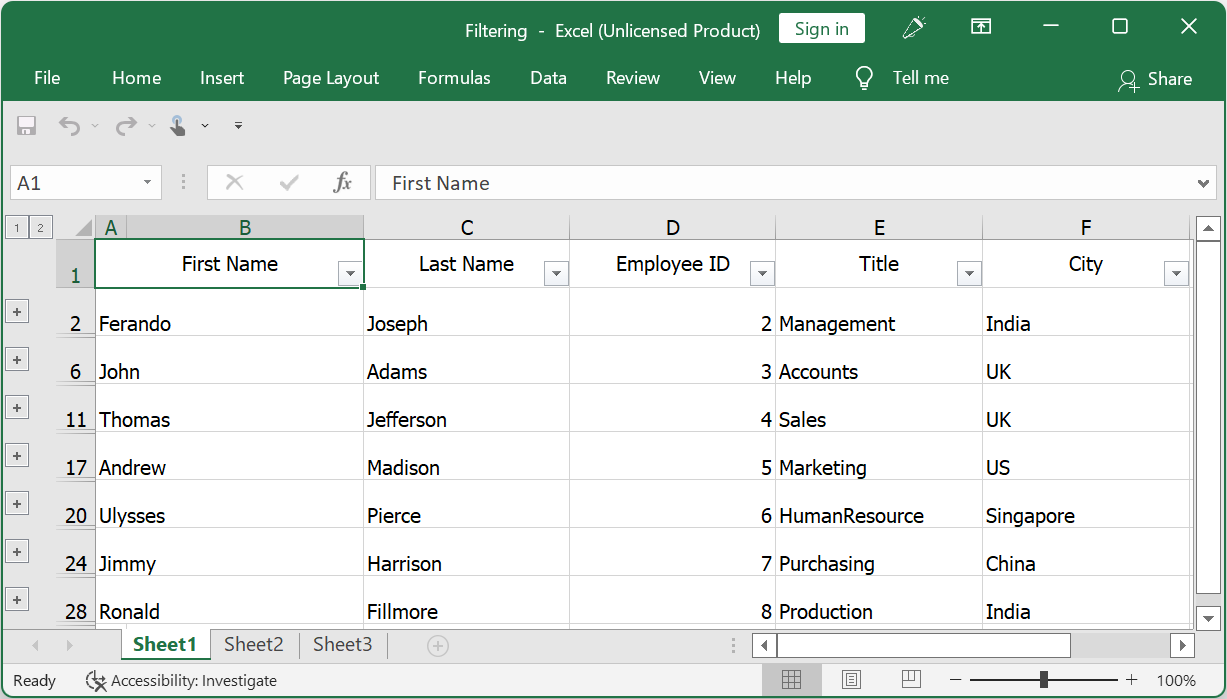 Filtering - Excel (Unlicensed Product) Sign in
File Home Insert Page Layout Formulas Data Review View Help Tell me Share
A1 fx First Name
1 2 A B C D E F
1 First Name Last Name Employee ID Title City
2 Ferando Joseph 2 Management India
6 John Adams 3 Accounts UK
11 Thomas Jefferson 4 Sales UK
17 Andrew Madison 5 Marketing US
20 Ulysses Pierce 6 HumanResource Singapore
24 Jimmy Harrison 7 Purchasing China
28 Ronald Fillmore 8 Production India
Sheet1 Sheet2 Sheet3
Ready Accessibility: Investigate 100%